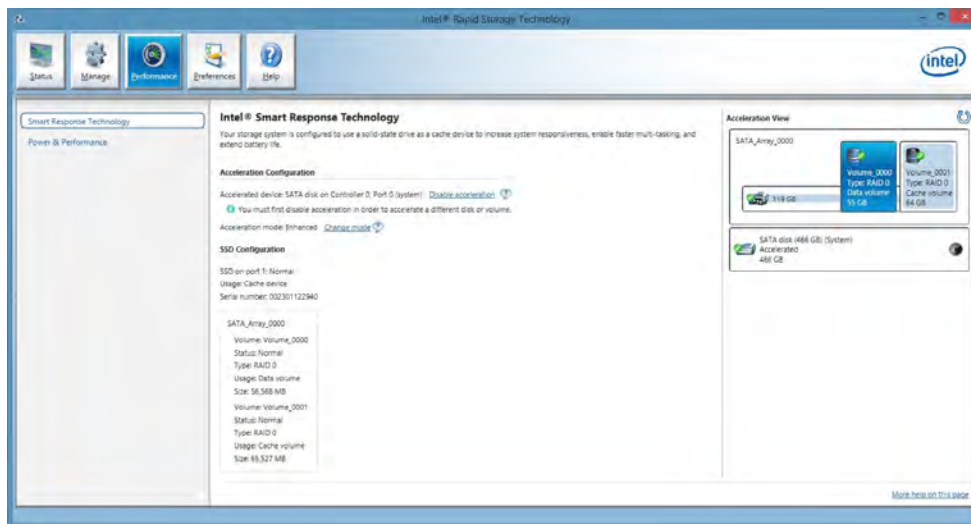 Intel® Rapid Storage Technology
Status
Manage
Performance
Preferences
Help
intel
Smart Response Technology
Power & Performance
Intel® Smart Response Technology
Your storage system is configured to use a solid-state drive as a cache device to increase system responsiveness, enable faster multi-tasking, and
extend battery life.
Acceleration Configuration
Accelerated device: SATA disk on Controller 0, Port 0 (system) Disable acceleration ?
You must first disable acceleration in order to accelerate a different disk or volume.
Acceleration mode: Enhanced Change mode ?
SSD Configuration
SSD on port 1: Normal
Usage: Cache device
Serial number: 002301122940
SATA_Array_0000
Volume: Volume_0000
Status: Normal
Type: RAID 0
Usage: Data volume
Size: 56,568 MB
Volume: Volume_0001
Status: Normal
Type: RAID 0
Usage: Cache volume
Size: 65,527 MB
Acceleration View
SATA_Array_0000
119 GB
Volume_0000
Type: RAID 0
Data volume
55 GB
Volume_0001
Type: RAID 0
Cache volume
64 GB
SATA disk (466 GB) (System)
Accelerated
466 GB
More help on this page